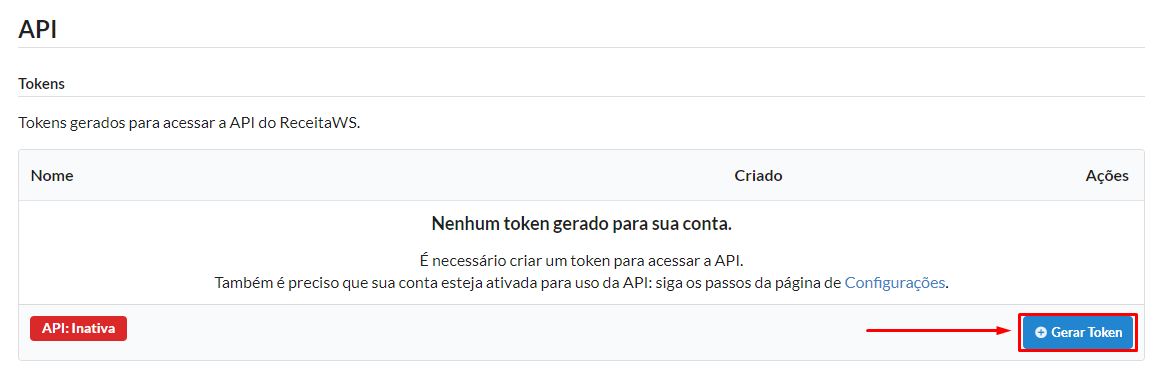 API
Tokens
Tokens gerados para acessar a API do ReceitaWS.
Nome Criado Ações
Nenhum token gerado para sua conta.
É necessário criar um token para acessar a API.
Também é preciso que sua conta esteja ativada para uso da API: siga os passos da página de Configurações.
API: Inativa Gerar Token